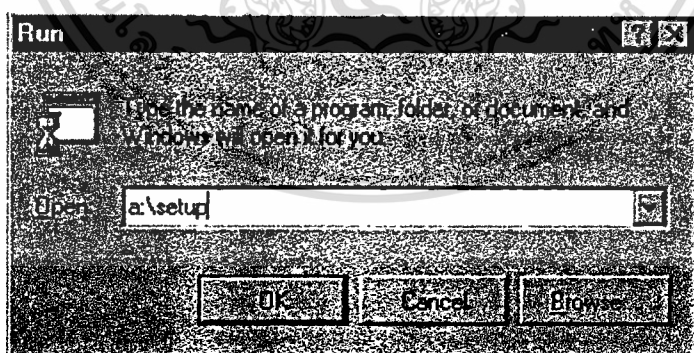 Run
Type the name of a program, folder, or document, and
Windows will open it for you.
Open:
a:\setup
OK
Cancel
Browse...